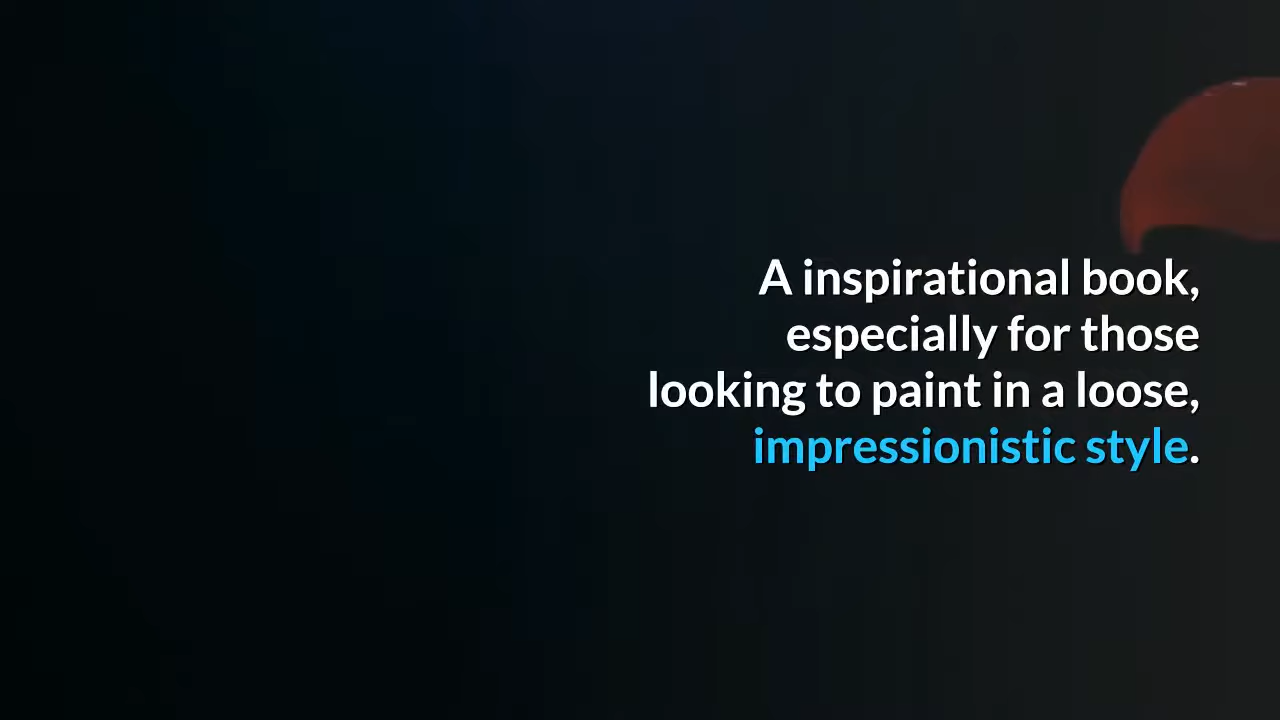 A inspirational book,
especially for those
looking to paint in a loose,
impressionistic style.